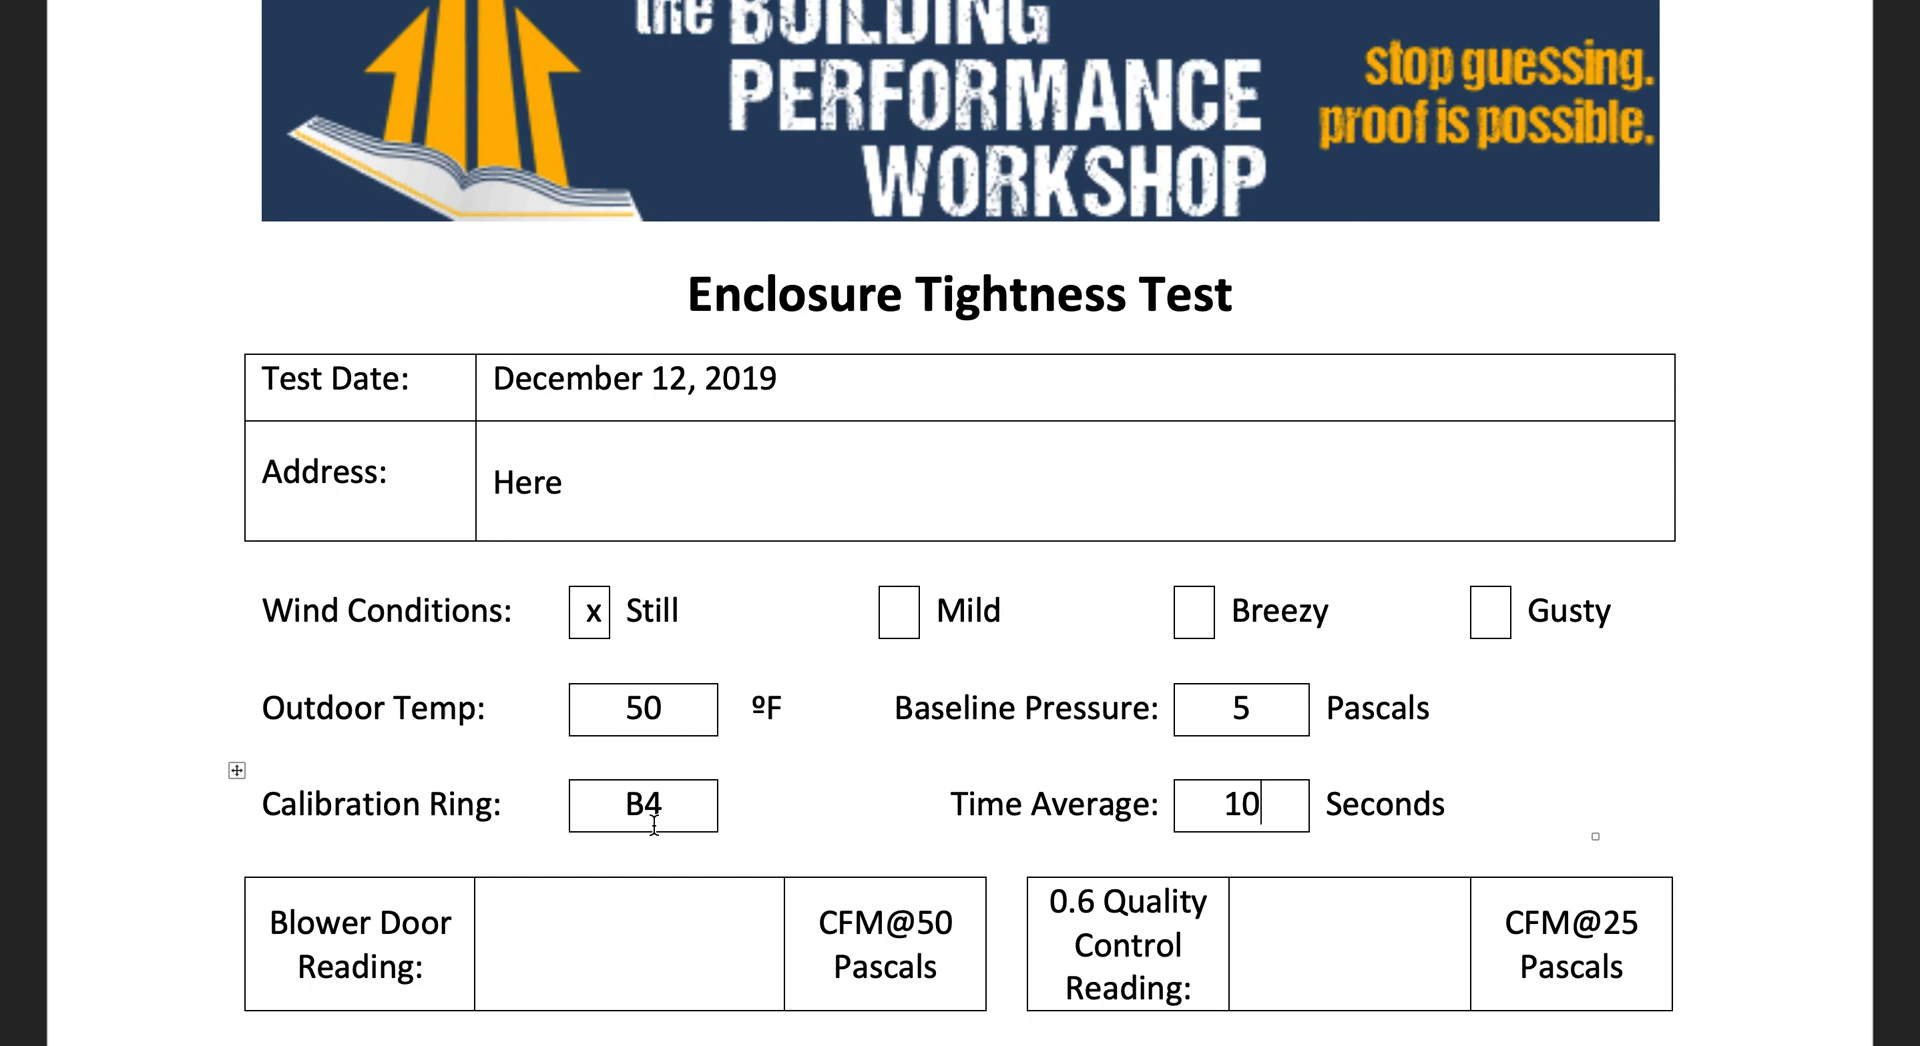 the BUILDING
PERFORMANCE
WORKSHOP
stop guessing.
proof is possible.
Enclosure Tightness Test
Test Date: December 12, 2019
Address: Here
Wind Conditions: x Still Mild Breezy Gusty
Outdoor Temp: 50 ºF Baseline Pressure: 5 Pascals
Calibration Ring: B4 Time Average: 10 Seconds
Blower Door
Reading:
CFM@50
Pascals
0.6 Quality
Control
Reading:
CFM@25
Pascals